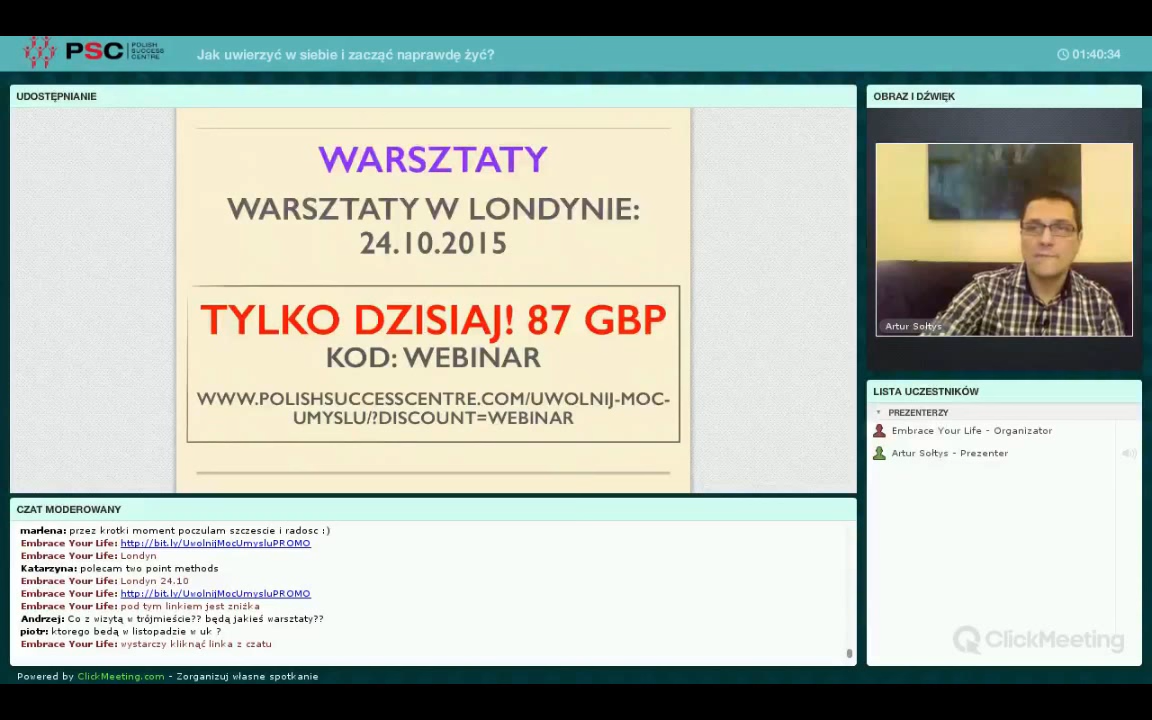 PSC POLISH SUCCESS CENTRE
Jak uwierzyć w siebie i zacząć naprawdę żyć?
01:40:34
UDOSTĘPNIANIE
WARSZTATY
WARSZTATY W LONDYNIE:
24.10.2015
TYLKO DZISIAJ! 87 GBP
KOD: WEBINAR
WWW.POLISHSUCCESSCENTRE.COM/UWOLNIJ-MOC-
UMYSLU/?DISCOUNT=WEBINAR
OBRAZ I DŹWIĘK
Artur Sołtys
LISTA UCZESTNIKÓW
PREZENTERZY
Embrace Your Life - Organizator
Artur Sołtys - Prezenter
ClickMeeting
CZAT MODEROWANY
marlena: przez krotki moment poczulam szczescie i radosc :)
Embrace Your Life: http://bit.ly/UwolnijMocUmysluPROMO
Embrace Your Life: Londyn
Katarzyna: polecam two point methods
Embrace Your Life: Londyn 24.10
Embrace Your Life: http://bit.ly/UwolnijMocUmysluPROMO
Embrace Your Life: pod tym linkiem jest zniżka
Andrzej: Co z wizytą w trójmieście?? będą jakieś warsztaty??
piotr: ktorego bedą w listopadzie w uk ?
Embrace Your Life: wystarczy kliknąć linka z czatu
Powered by ClickMeeting.com - Zorganizuj własne spotkanie